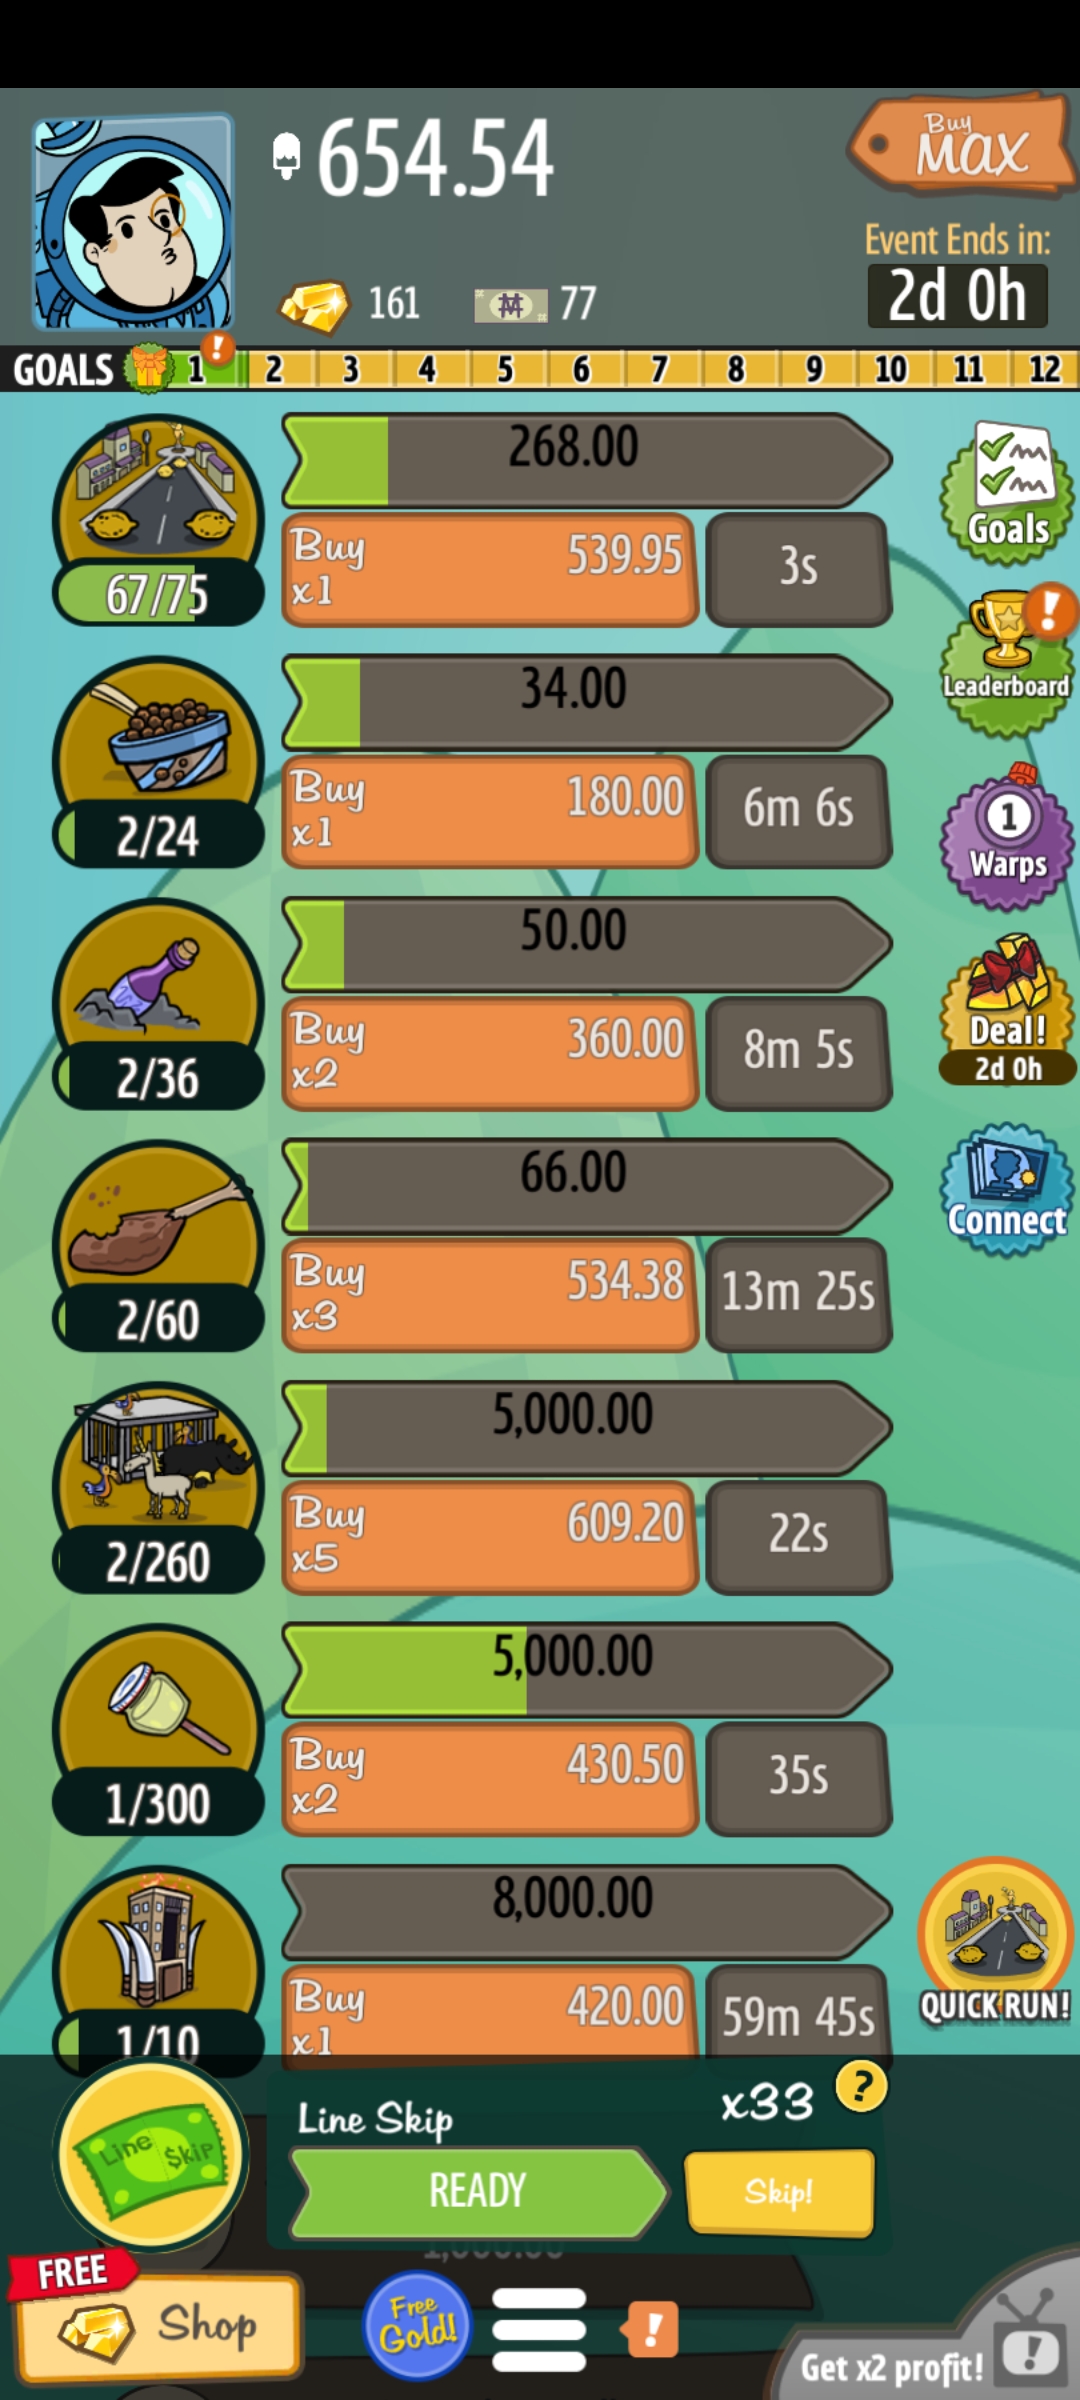 654.54
Buy
MAX
Event Ends in:
161
77
2d 0h
GOALS 1 ! 2 3 4 5 6 7 8 9 10 11 12
268.00
Buy
x1
539.95
3s
67/75
Goals
34.00
Buy
x1
180.00
6m 6s
2/24
!
Leaderboard
50.00
Buy
x2
360.00
8m 5s
2/36
1
Warps
66.00
Buy
x3
534.38
13m 25s
2/60
Deal!
2d 0h
Connect
5,000.00
Buy
x5
609.20
22s
2/260
5,000.00
Buy
x2
430.50
35s
1/300
8,000.00
Buy
x1
420.00
59m 45s
1/10
QUICK RUN!
Line Skip
x33
?
Line $kip
READY
Skip!
1,000.00
FREE
Shop
Free
Gold!
!
Get x2 profit!
!